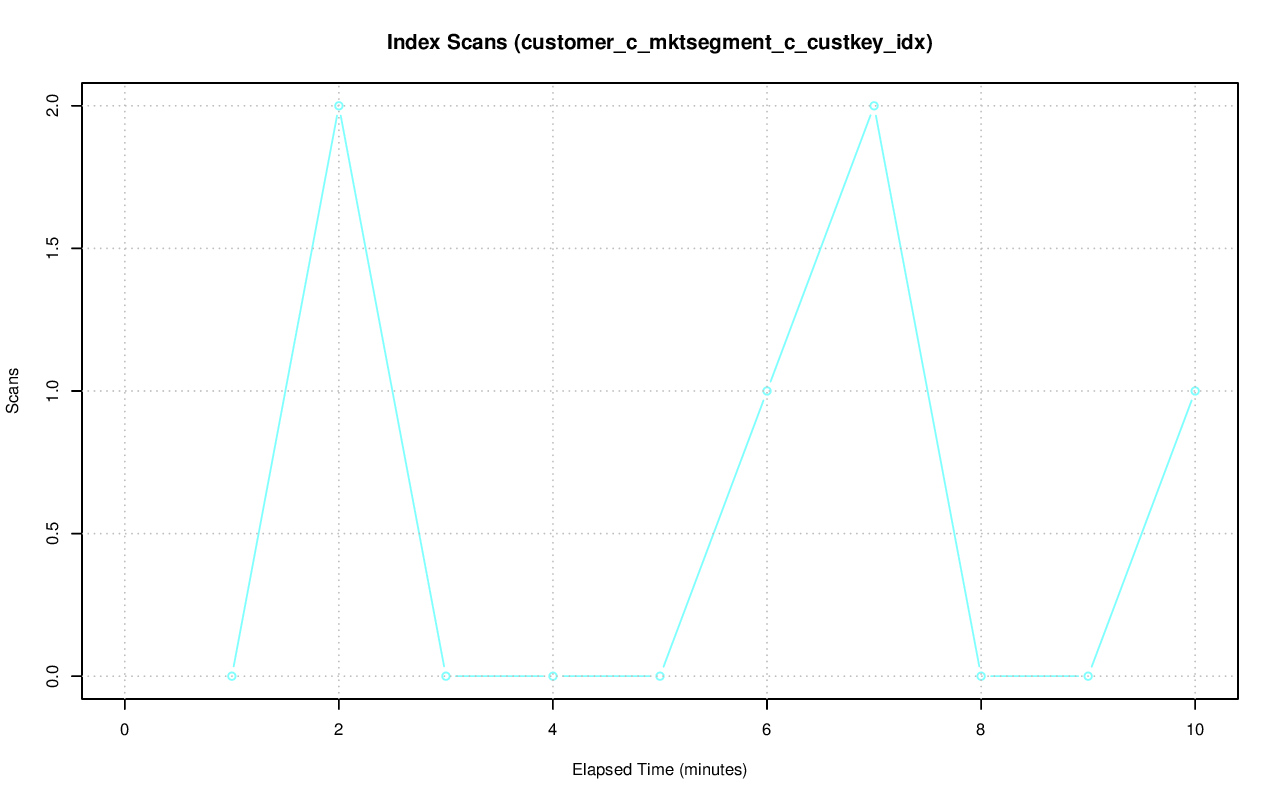 Index Scans (customer_c_mktsegment_c_custkey_idx)
Scans
2.0
1.5
1.0
0.5
0.0
0 2 4 6 8 10
Elapsed Time (minutes)